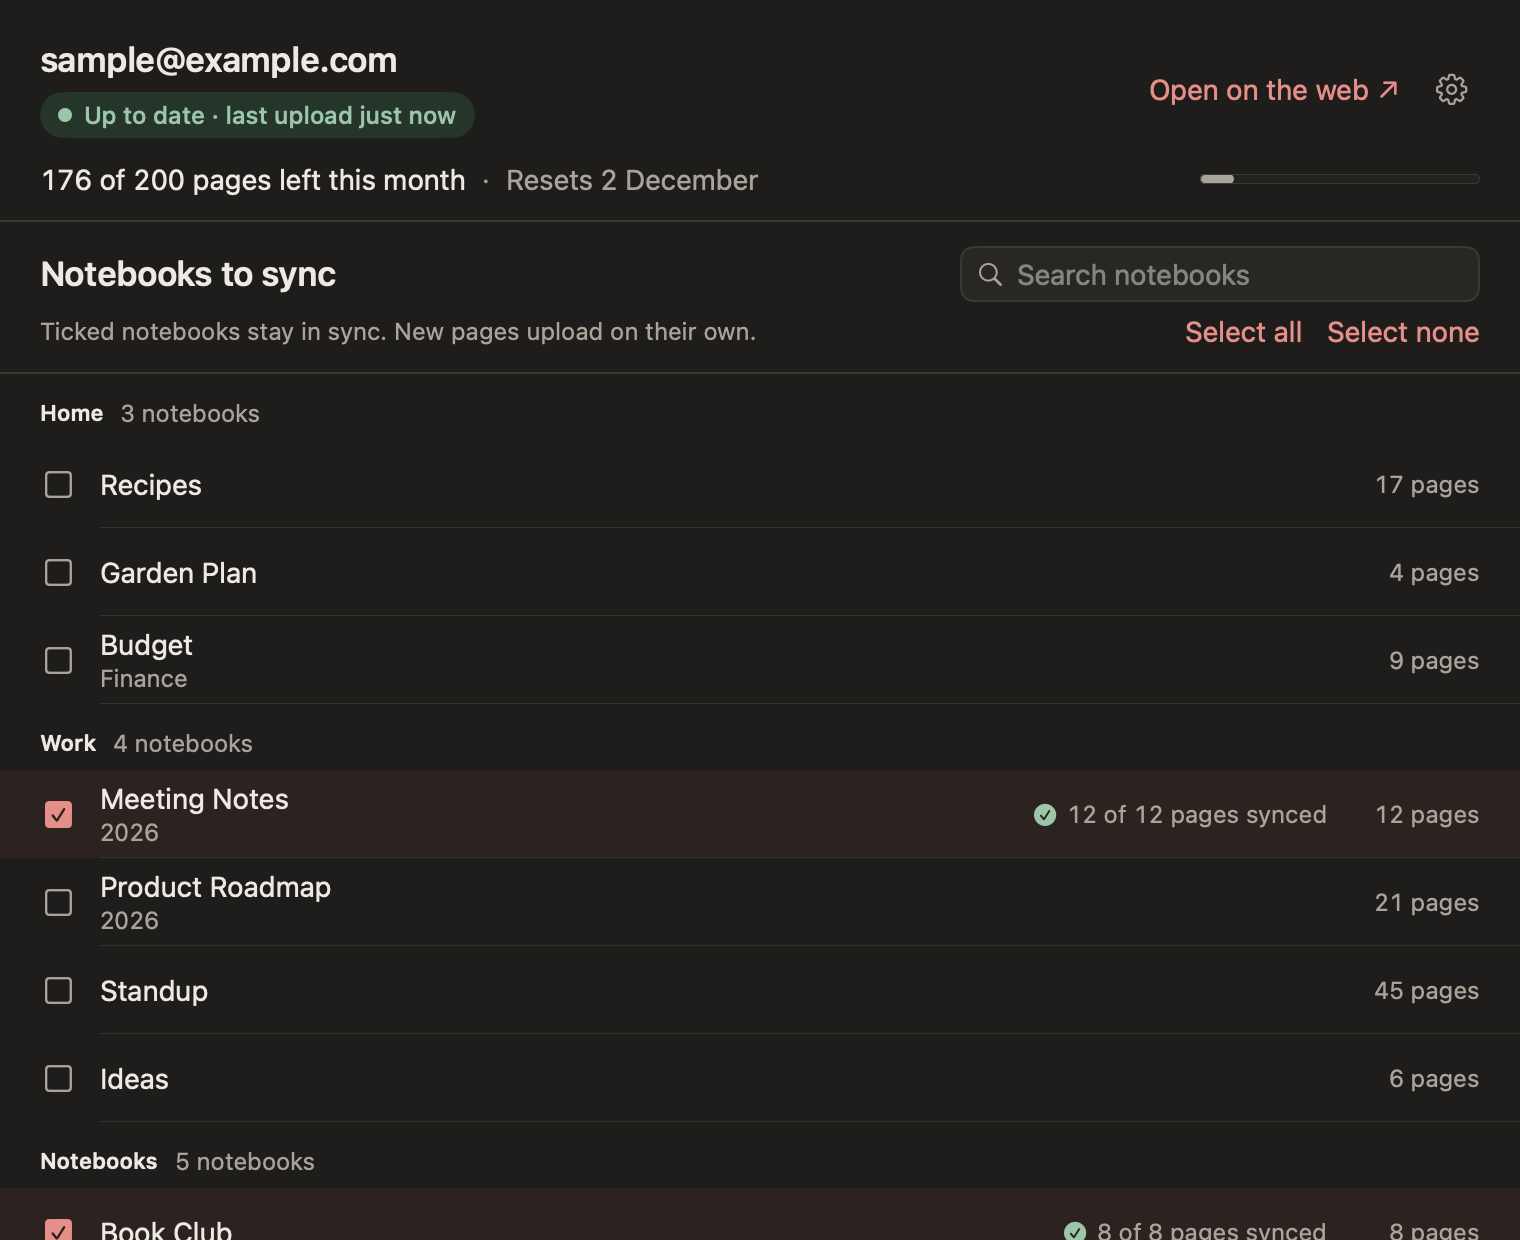 sample@example.com
Open on the web ↗
Up to date · last upload just now
176 of 200 pages left this month · Resets 2 December
Notebooks to sync
Search notebooks
Ticked notebooks stay in sync. New pages upload on their own.
Select all Select none
Home 3 notebooks
Recipes 17 pages
Garden Plan 4 pages
Budget
Finance
9 pages
Work 4 notebooks
Meeting Notes
2026
12 of 12 pages synced 12 pages
Product Roadmap
2026
21 pages
Standup 45 pages
Ideas 6 pages
Notebooks 5 notebooks
Book Club 8 of 8 pages synced 8 pages